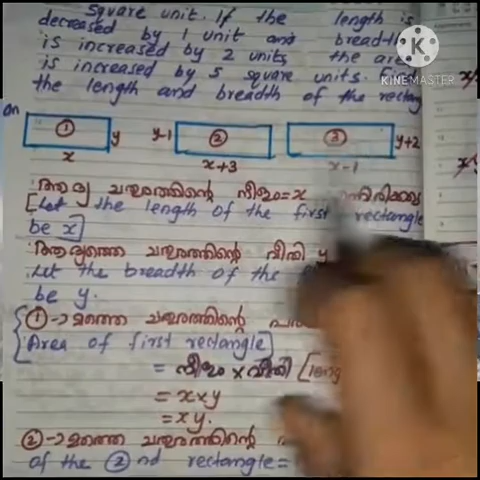 square unit. If the length is
decreased by 1 unit and breadth
is increased by 2 units the are
is increased by 5 square units.
the length and breadth of the rectang
① y y-1 ② ③ y+2
x x+3 x-1
ആദ്യ ചതുരത്തിന്റെ നീളം = x
[Let the length of the first rectangle
be x]
ആദ്യത്തെ ചതുരത്തിന്റെ വീതി y
Let the breadth of the
be y.
①-ാമത്തെ ചതുരത്തിന്റെ
Area of first rectangle]
= നീളം x വീതി
= x x y
= xy.
②-ാമത്തെ ചതുരത്തിന്റെ
of the ② nd rectangle =
KINEMASTER